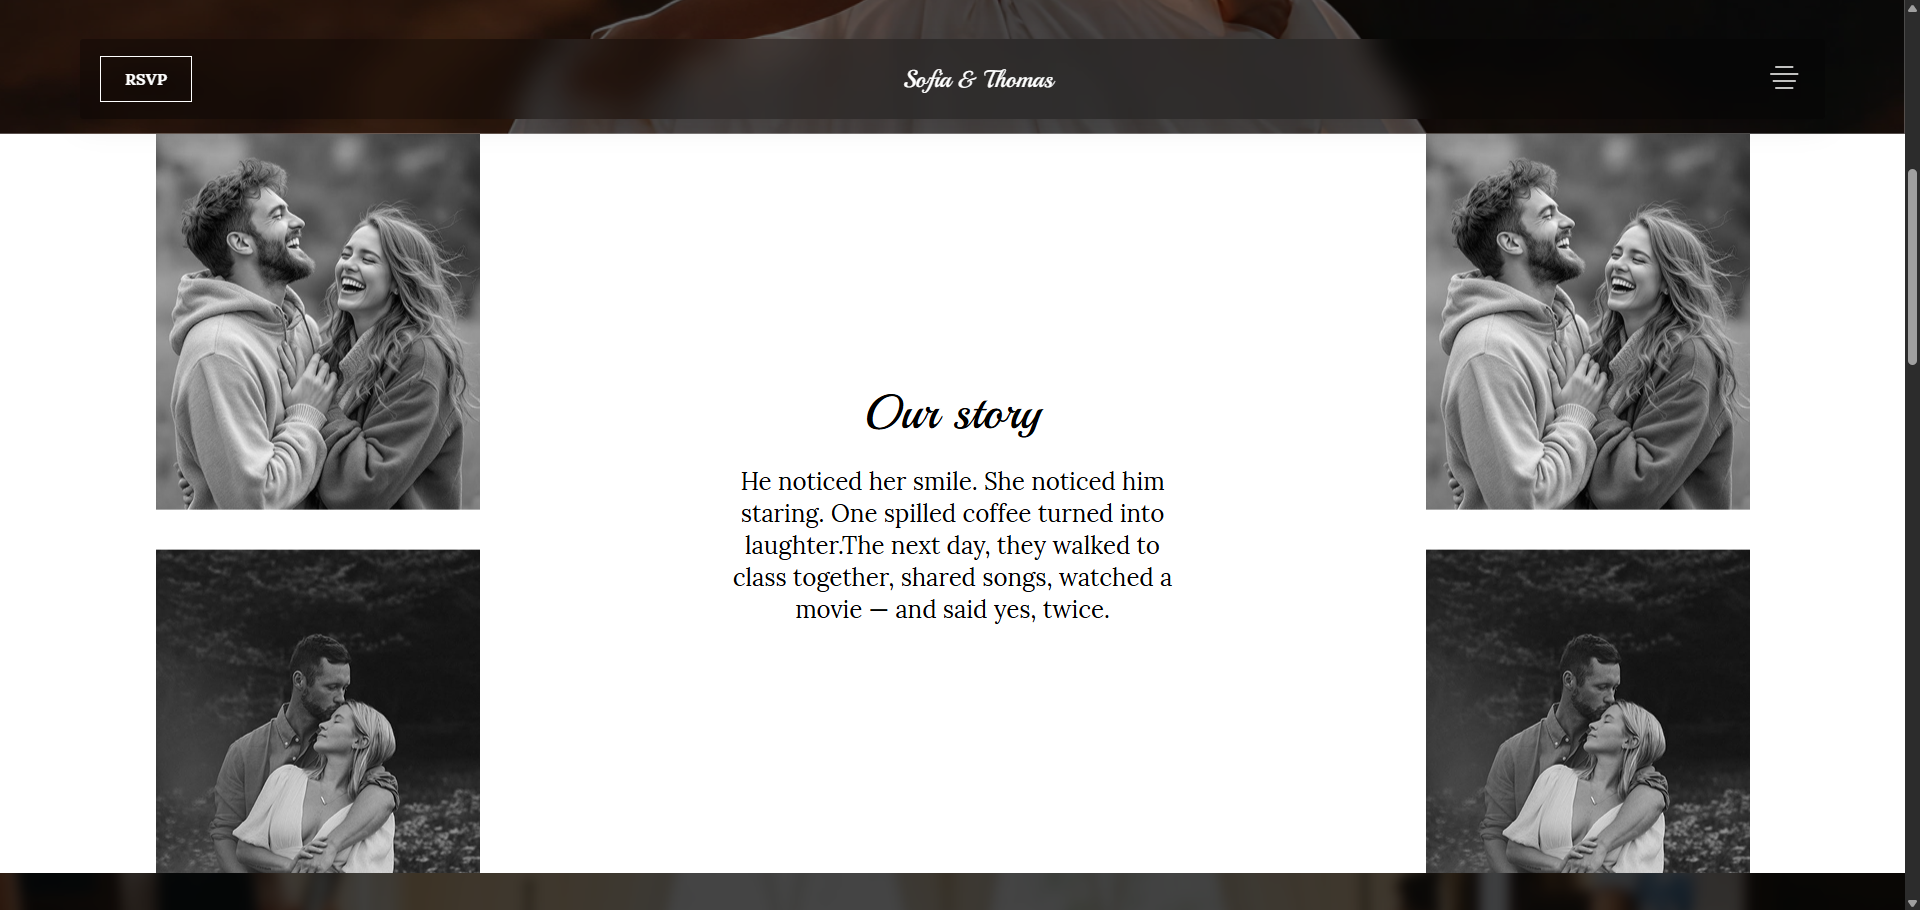 RSVP
Sofia & Thomas
Our story
He noticed her smile. She noticed him
staring. One spilled coffee turned into
laughter.The next day, they walked to
class together, shared songs, watched a
movie — and said yes, twice.